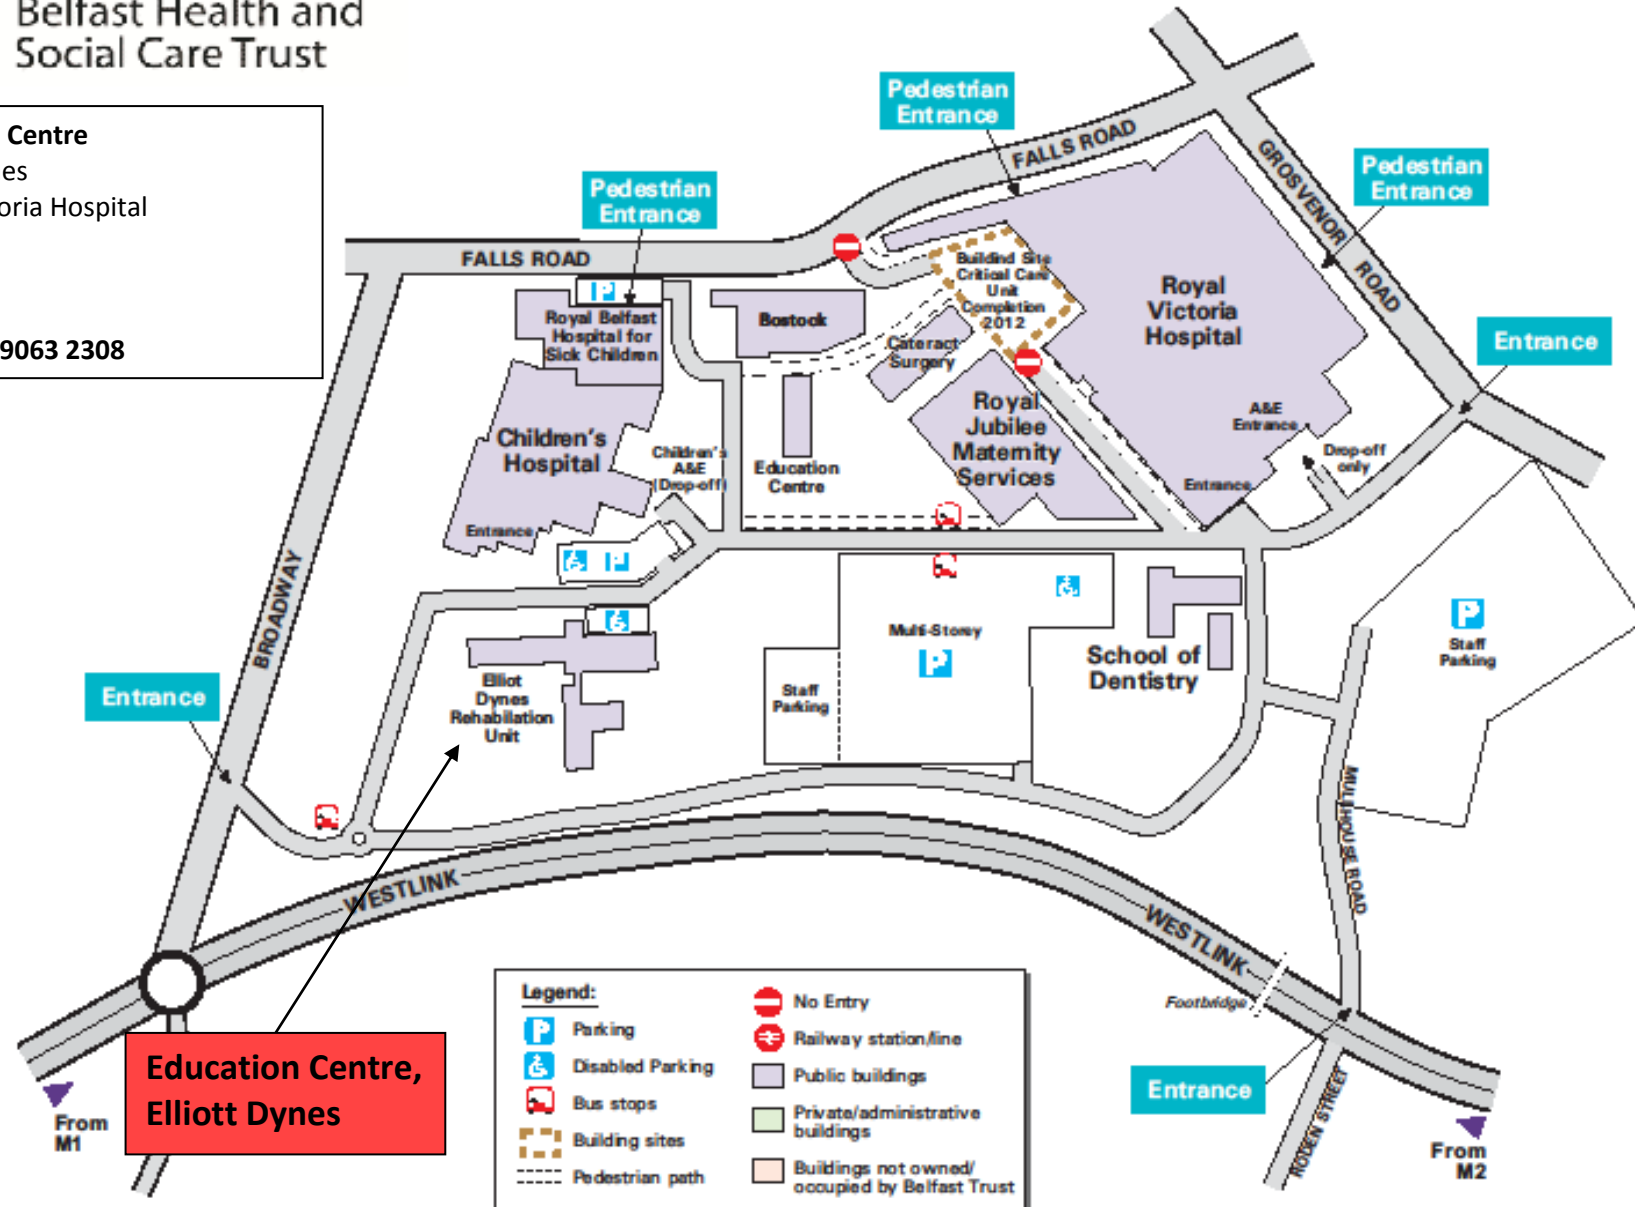 Belfast Health and
Social Care Trust
Centre
es
oria Hospital
9063 2308
Pedestrian
Entrance
FALLS ROAD
GROSVENOR
ROAD
Pedestrian
Entrance
Pedestrian
Entrance
FALLS ROAD
Royal Belfast
Hospital for
Sick Children
Bostock
Buildind Site
Critical Care
Unit
Completion
2012
Cateract
Surgery
Royal
Victoria
Hospital
Entrance
A&E
Entrance
Drop-off
only
Entrance
Royal
Jubilee
Maternity
Services
Children's
Hospital
Children's
A&E
(Drop-off)
Education
Centre
Entrance
BROADWAY
Entrance
Elliot
Dynes
Rehabilation
Unit
Multi-Storey
Staff
Parking
School of
Dentistry
Staff
Parking
MULHOUSE ROAD
WESTLINK
WESTLINK
Footbridge
Entrance
RODEN STREET
From
M1
From
M2
Education Centre,
Elliott Dynes
Legend:
Parking
Disabled Parking
Bus stops
Building sites
Pedestrian path
No Entry
Railway station/line
Public buildings
Private/administrative
buildings
Buildings not owned/
occupied by Belfast Trust